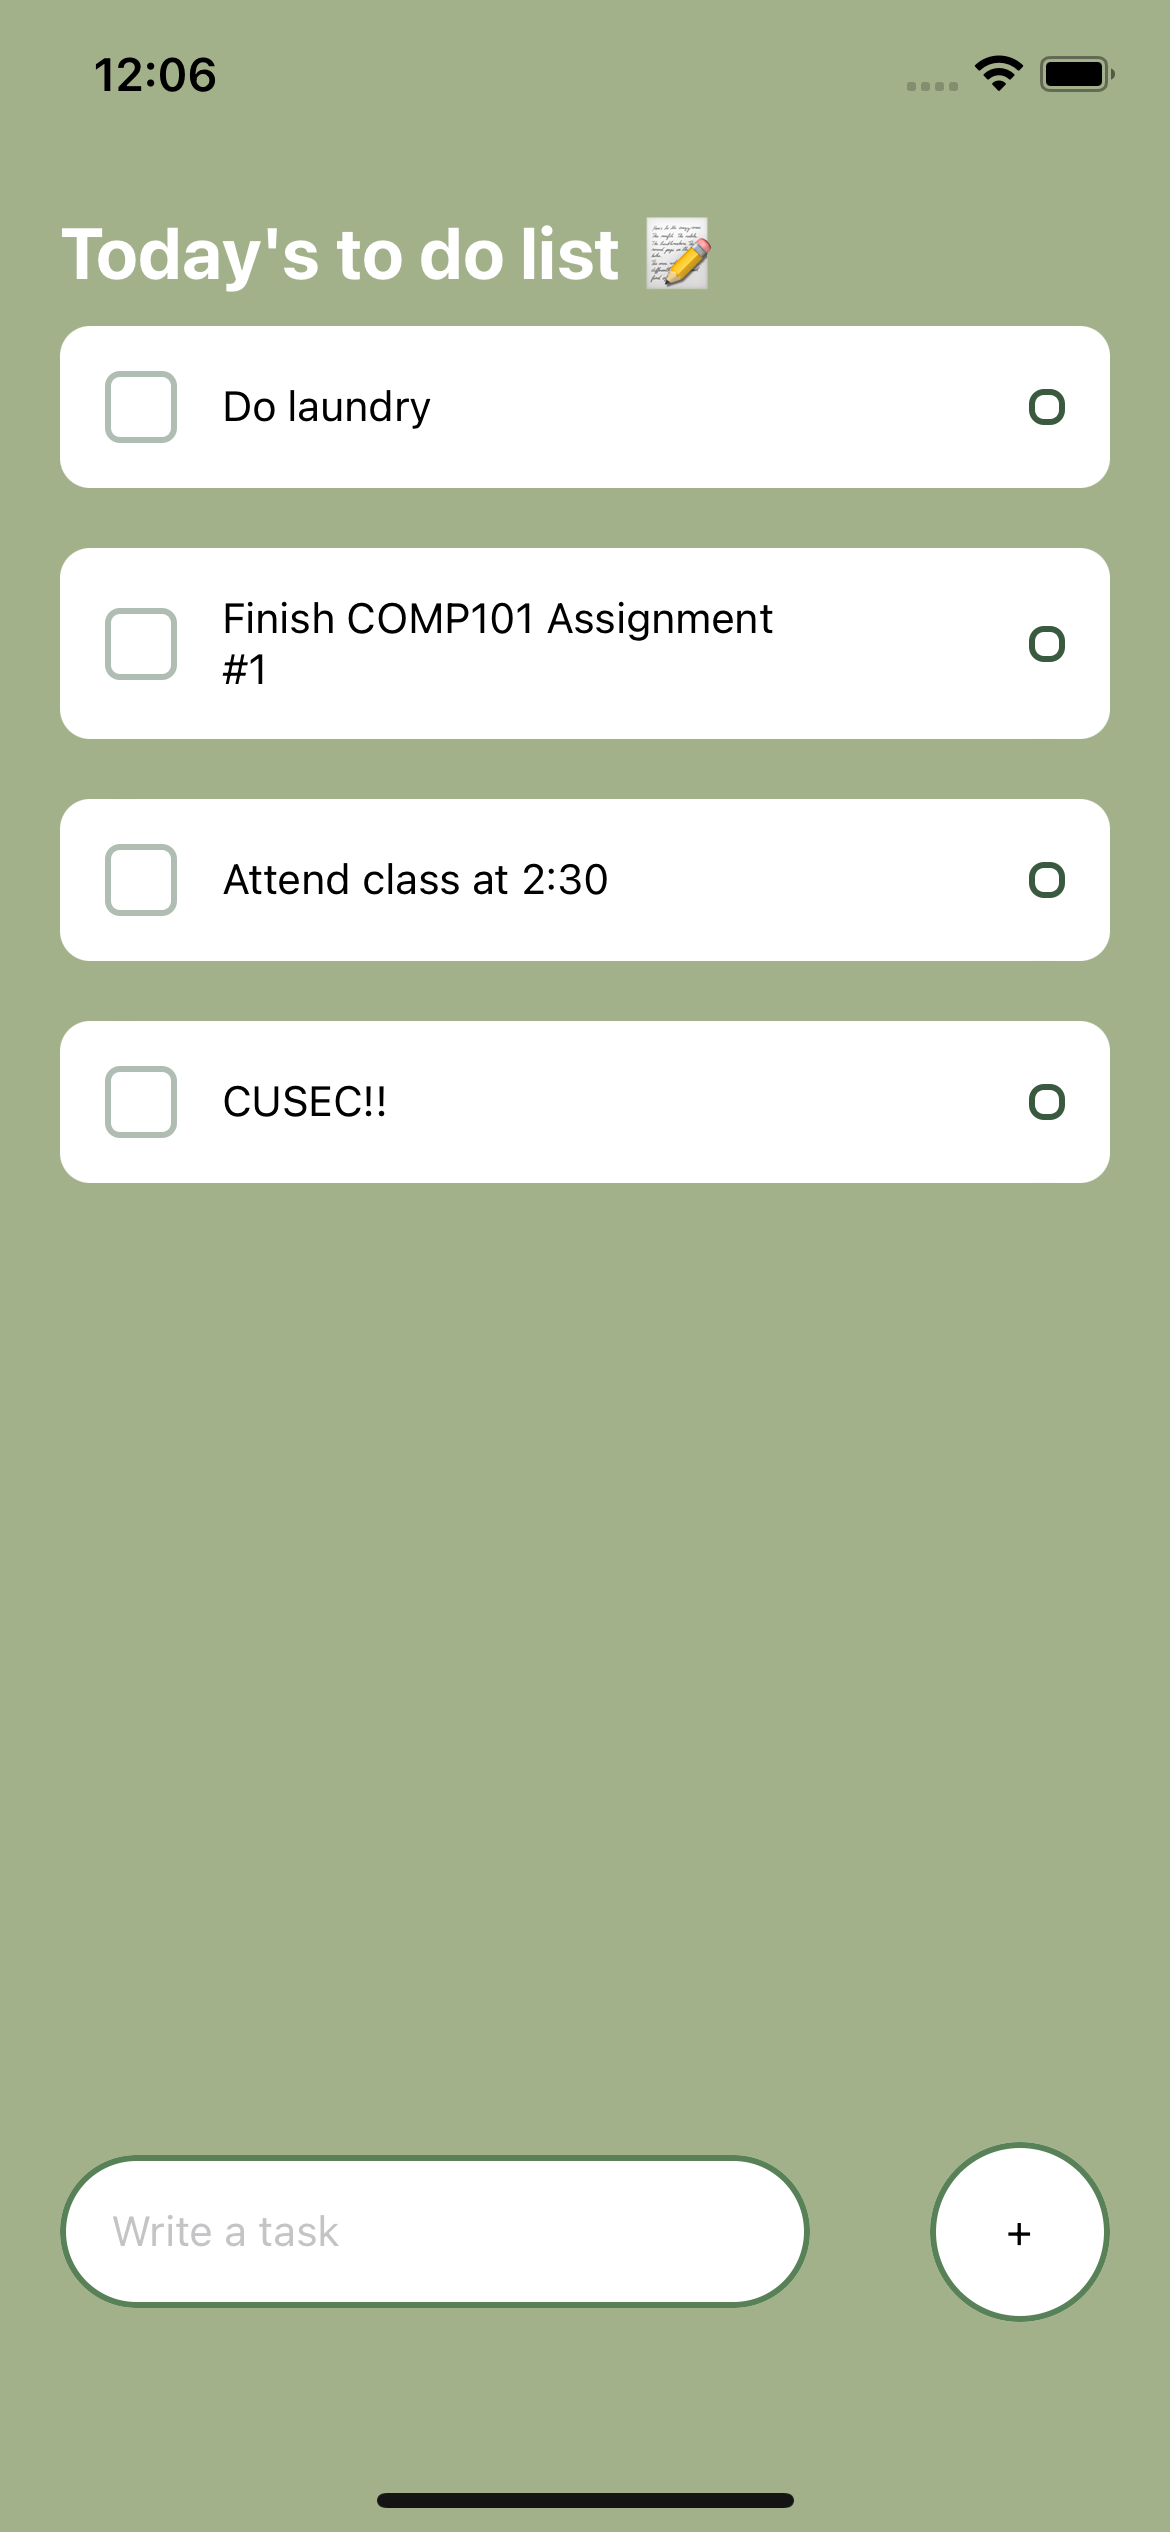 12:06
Today's to do list 📝
Do laundry
Finish COMP101 Assignment
#1
Attend class at 2:30
CUSEC!!
Write a task
+